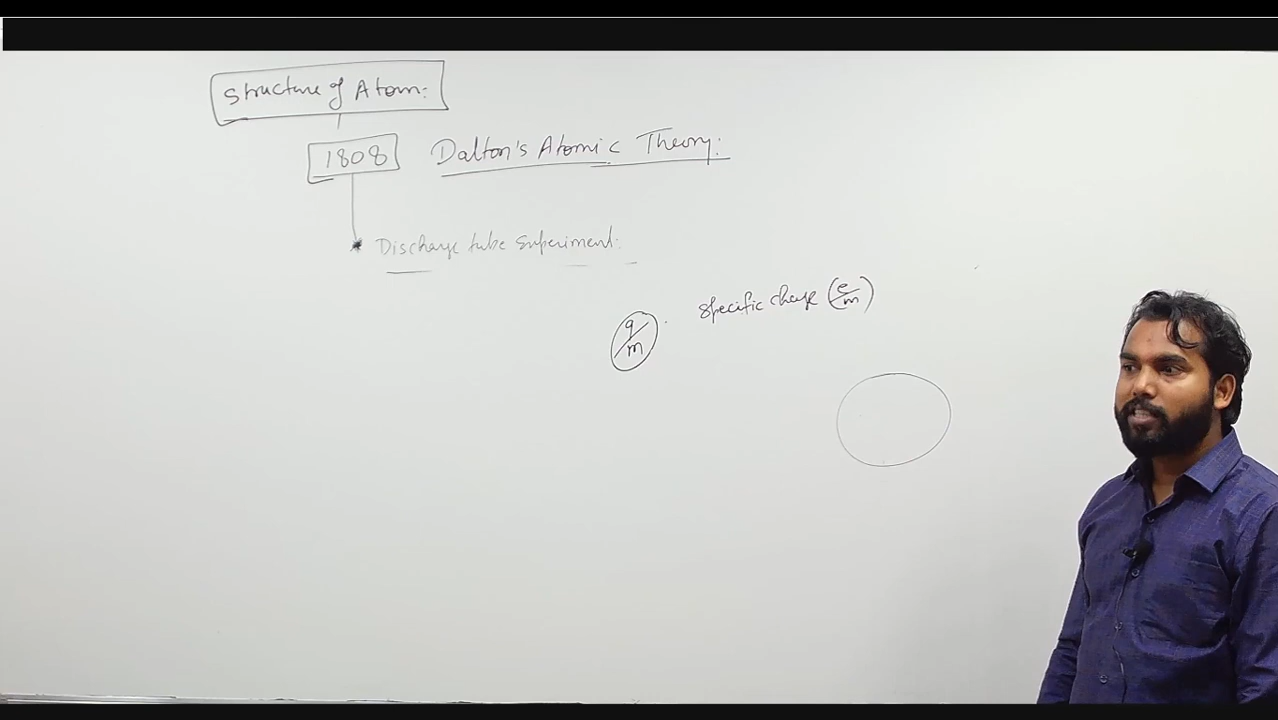 Structure of Atom:
1808 Dalton's Atomic Theory:
* Discharge tube Experiment:
Specific charge (e/m)
q/m